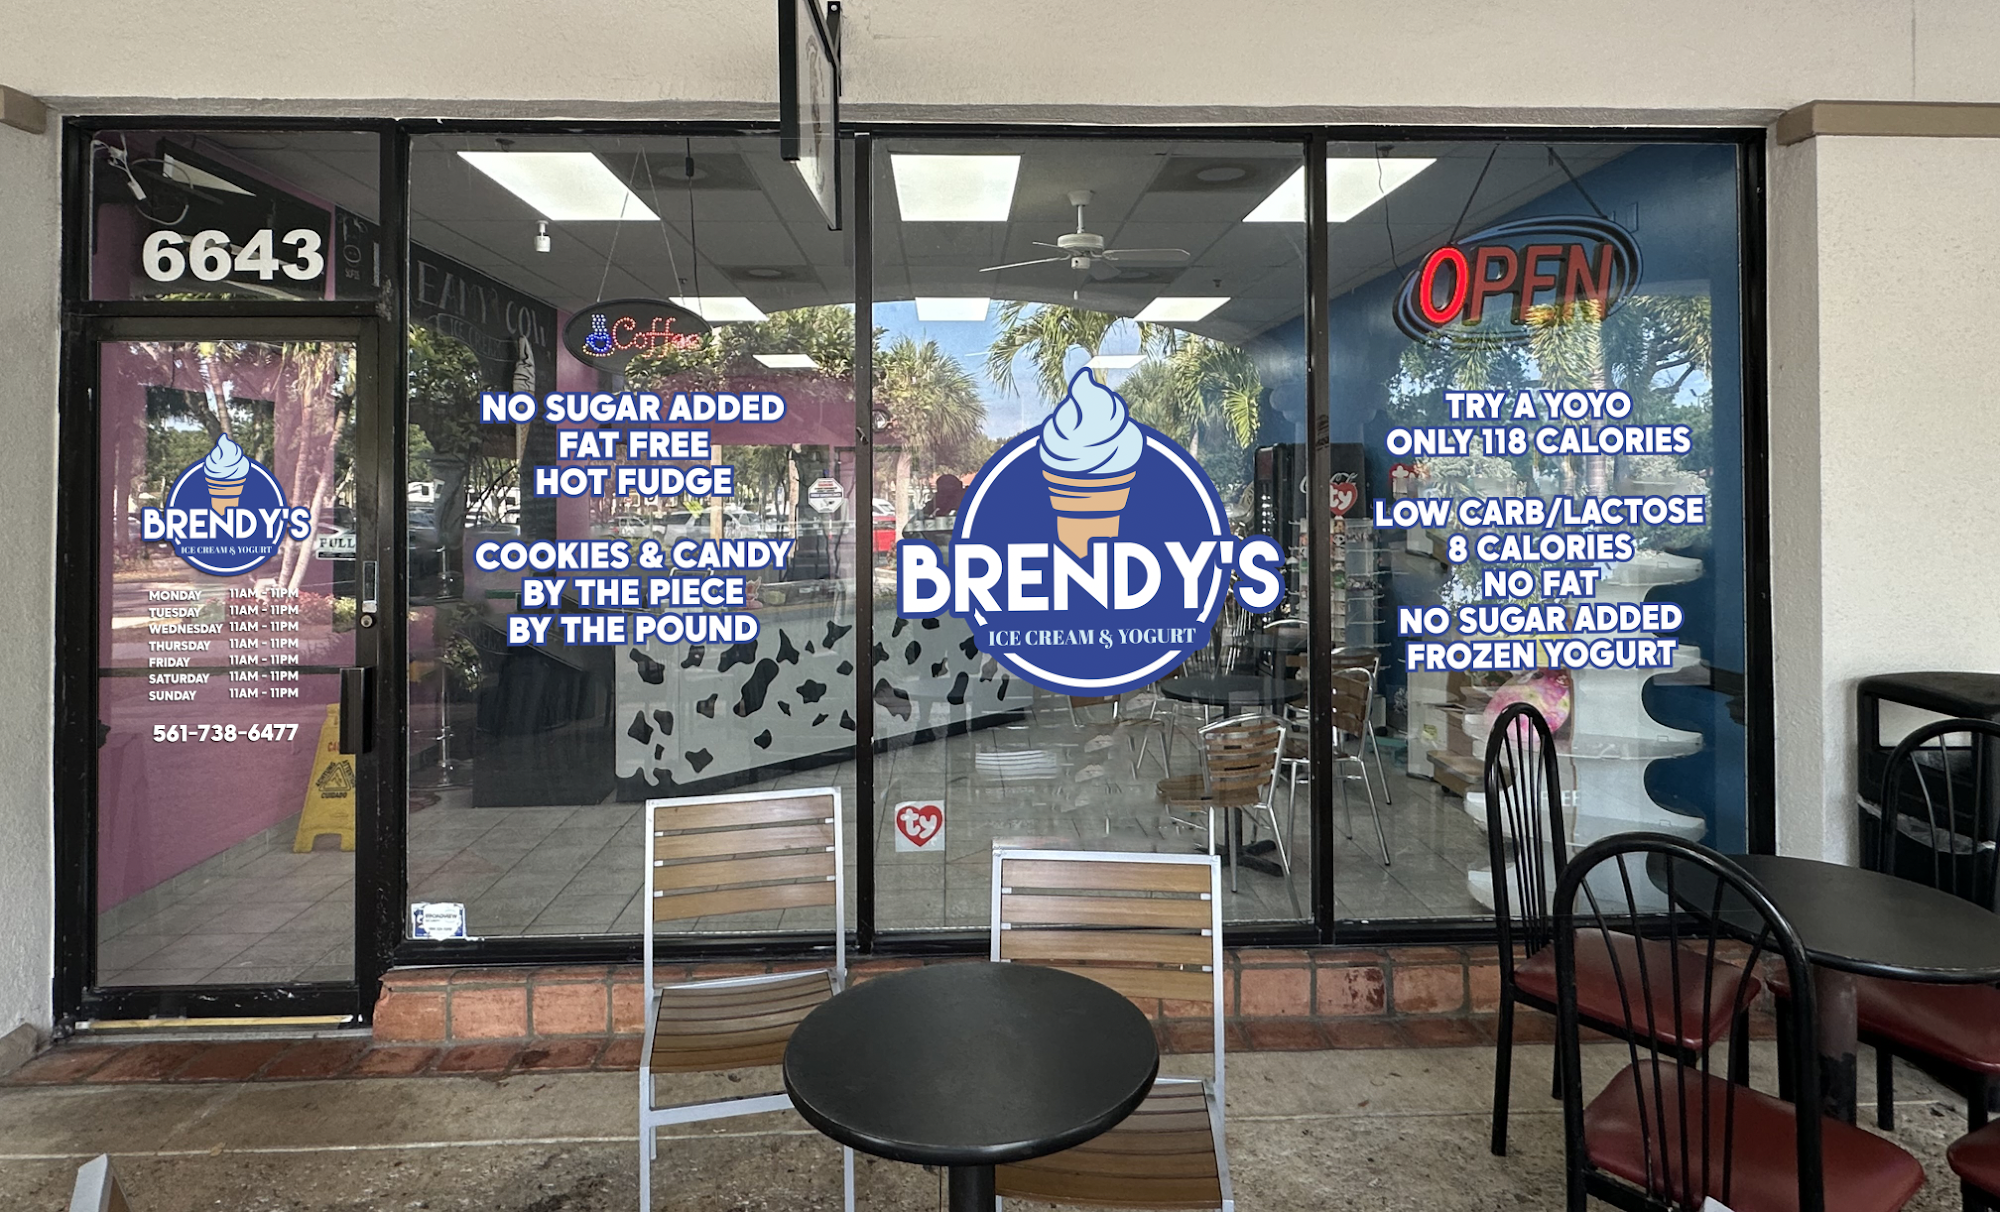 6643
BRENDY'S
ICE CREAM & YOGURT
PULL
MONDAY 11AM - 11PM
TUESDAY 11AM - 11PM
WEDNESDAY 11AM - 11PM
THURSDAY 11AM - 11PM
FRIDAY 11AM - 11PM
SATURDAY 11AM - 11PM
SUNDAY 11AM - 11PM
561-738-6477
CUIDADO
Coffee
NO SUGAR ADDED
FAT FREE
HOT FUDGE
COOKIES & CANDY
BY THE PIECE
BY THE POUND
BRENDY'S
ICE CREAM & YOGURT
ty
ty
OPEN
TRY A YOYO
ONLY 118 CALORIES
LOW CARB/LACTOSE
8 CALORIES
NO FAT
NO SUGAR ADDED
FROZEN YOGURT